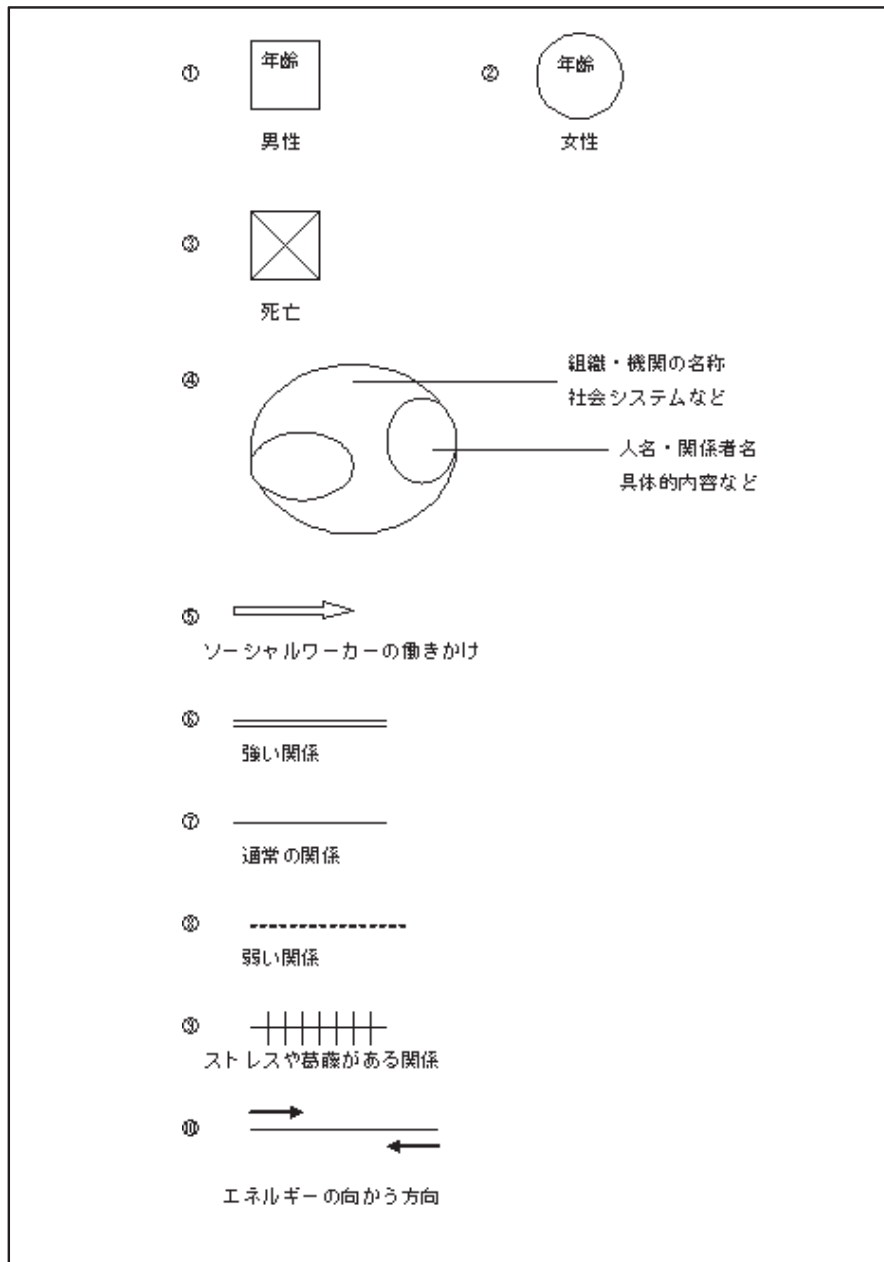 ① 年齢
男性
② 年齢
女性
③
死亡
④
組織・機関の名称
社会システムなど
人名・関係者名
具体的内容など
⑤
ソーシャルワーカーの働きかけ
⑥
強い関係
⑦
通常の関係
⑧
弱い関係
⑨
ストレスや葛藤がある関係
⑩
エネルギーの向かう方向